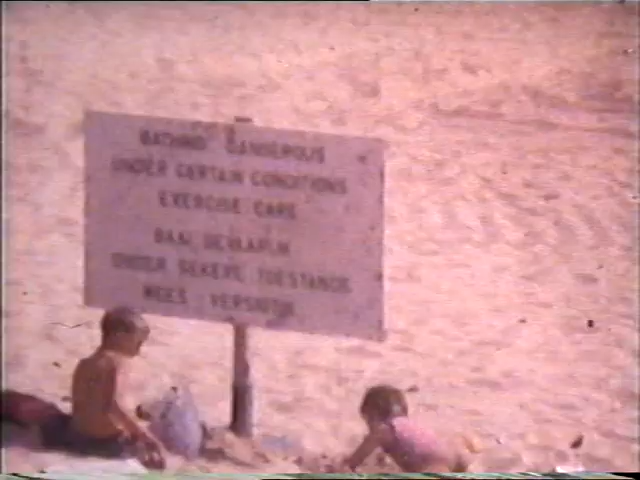 BATHING DANGEROUS
UNDER CERTAIN CONDITIONS
EXERCISE CARE
BAAI GEVAARLIK
ONDER SEKERE TOESTANDE
WEES VERSIGTIG